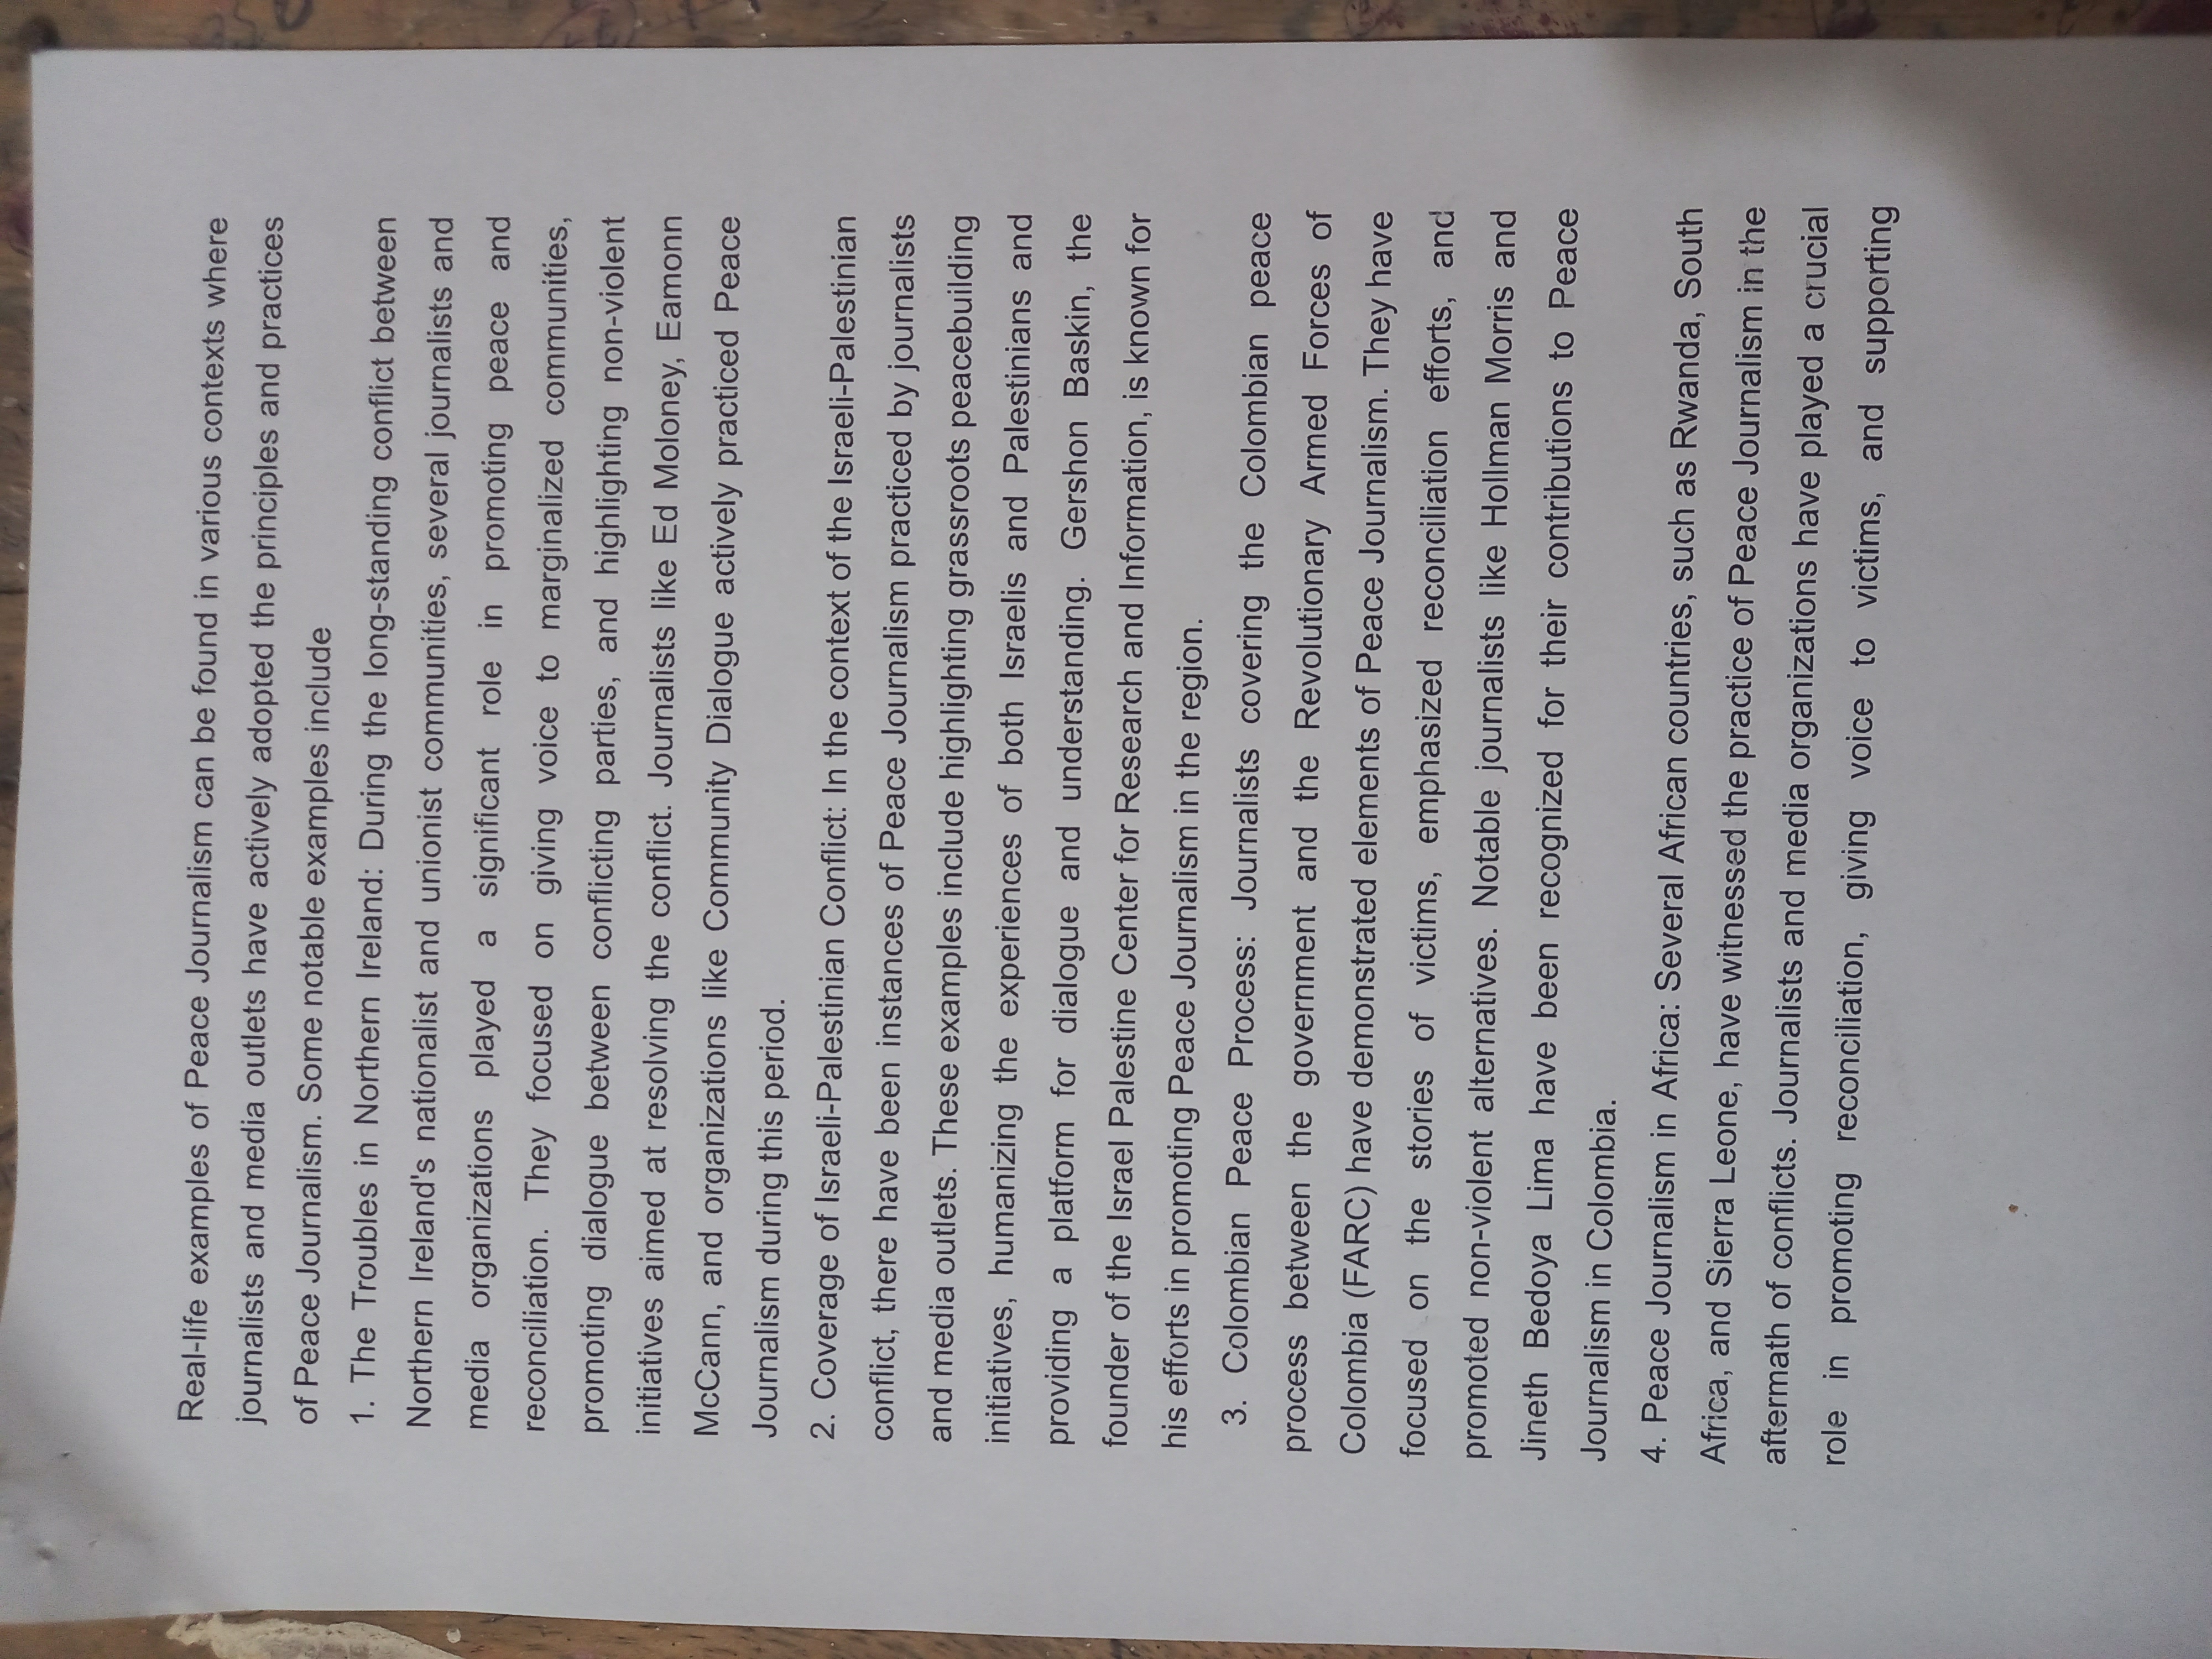 Real-life examples of Peace Journalism can be found in various contexts where
journalists and media outlets have actively adopted the principles and practices
of Peace Journalism. Some notable examples include
1. The Troubles in Northern Ireland: During the long-standing conflict between
Northern Ireland's nationalist and unionist communities, several journalists and
media organizations played a significant role in promoting peace and
reconciliation. They focused on giving voice to marginalized communities,
promoting dialogue between conflicting parties, and highlighting non-violent
initiatives aimed at resolving the conflict. Journalists like Ed Moloney, Eamonn
McCann, and organizations like Community Dialogue actively practiced Peace
Journalism during this period.
2. Coverage of Israeli-Palestinian Conflict: In the context of the Israeli-Palestinian
conflict, there have been instances of Peace Journalism practiced by journalists
and media outlets. These examples include highlighting grassroots peacebuilding
initiatives, humanizing the experiences of both Israelis and Palestinians and
providing a platform for dialogue and understanding. Gershon Baskin, the
founder of the Israel Palestine Center for Research and Information, is known for
his efforts in promoting Peace Journalism in the region.
3. Colombian Peace Process: Journalists covering the Colombian peace
process between the government and the Revolutionary Armed Forces of
Colombia (FARC) have demonstrated elements of Peace Journalism. They have
focused on the stories of victims, emphasized reconciliation efforts, and
promoted non-violent alternatives. Notable journalists like Hollman Morris and
Jineth Bedoya Lima have been recognized for their contributions to Peace
Journalism in Colombia.
4. Peace Journalism in Africa: Several African countries, such as Rwanda, South
Africa, and Sierra Leone, have witnessed the practice of Peace Journalism in the
aftermath of conflicts. Journalists and media organizations have played a crucial
role in promoting reconciliation, giving voice to victims, and supporting